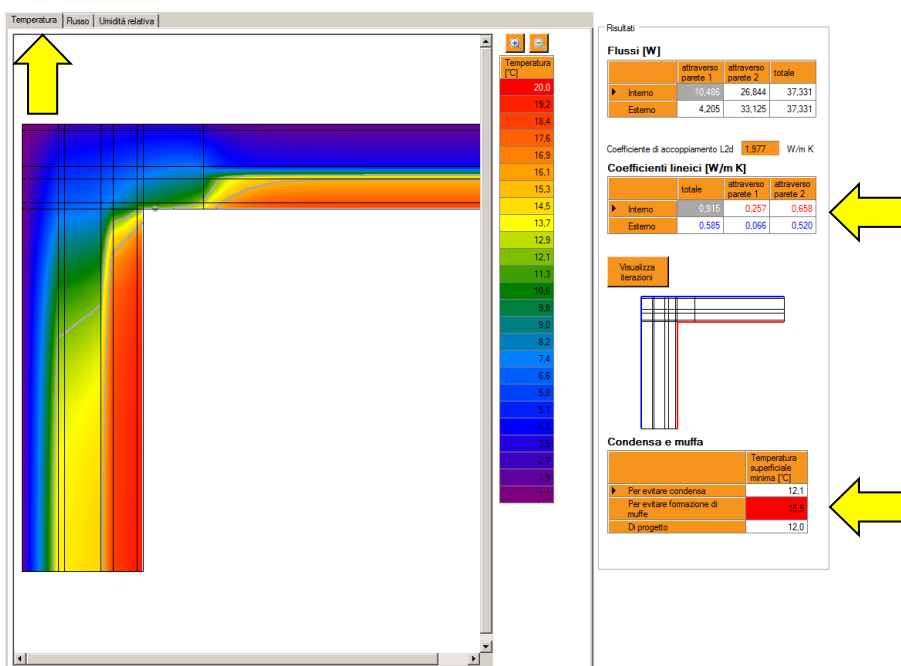 Temperatura Flusso Umidità relativa
Temperatura
[°C]
20,0
19,2
18,4
17,6
16,9
16,1
15,3
14,5
13,7
12,9
12,1
11,3
10,6
9,8
9,0
8,2
7,4
6,6
5,8
5,1
4,3
3,5
2,7
1,9
1,1
Risultati
Flussi [W]
attraverso parete 1 attraverso parete 2 totale
Interno 10,486 26,844 37,331
Esterno 4,205 33,125 37,331
Coefficiente di accoppiamento L2d 1,977 W/m K
Coefficienti lineici [W/m K]
totale attraverso parete 1 attraverso parete 2
Interno 0,915 0,257 0,658
Esterno 0,585 0,066 0,520
Visualizza
iterazioni
Condensa e muffa
Temperatura
superficiale
minima [°C]
Per evitare condensa 12,1
Per evitare formazione di
muffe 15,5
Di progetto 12,0